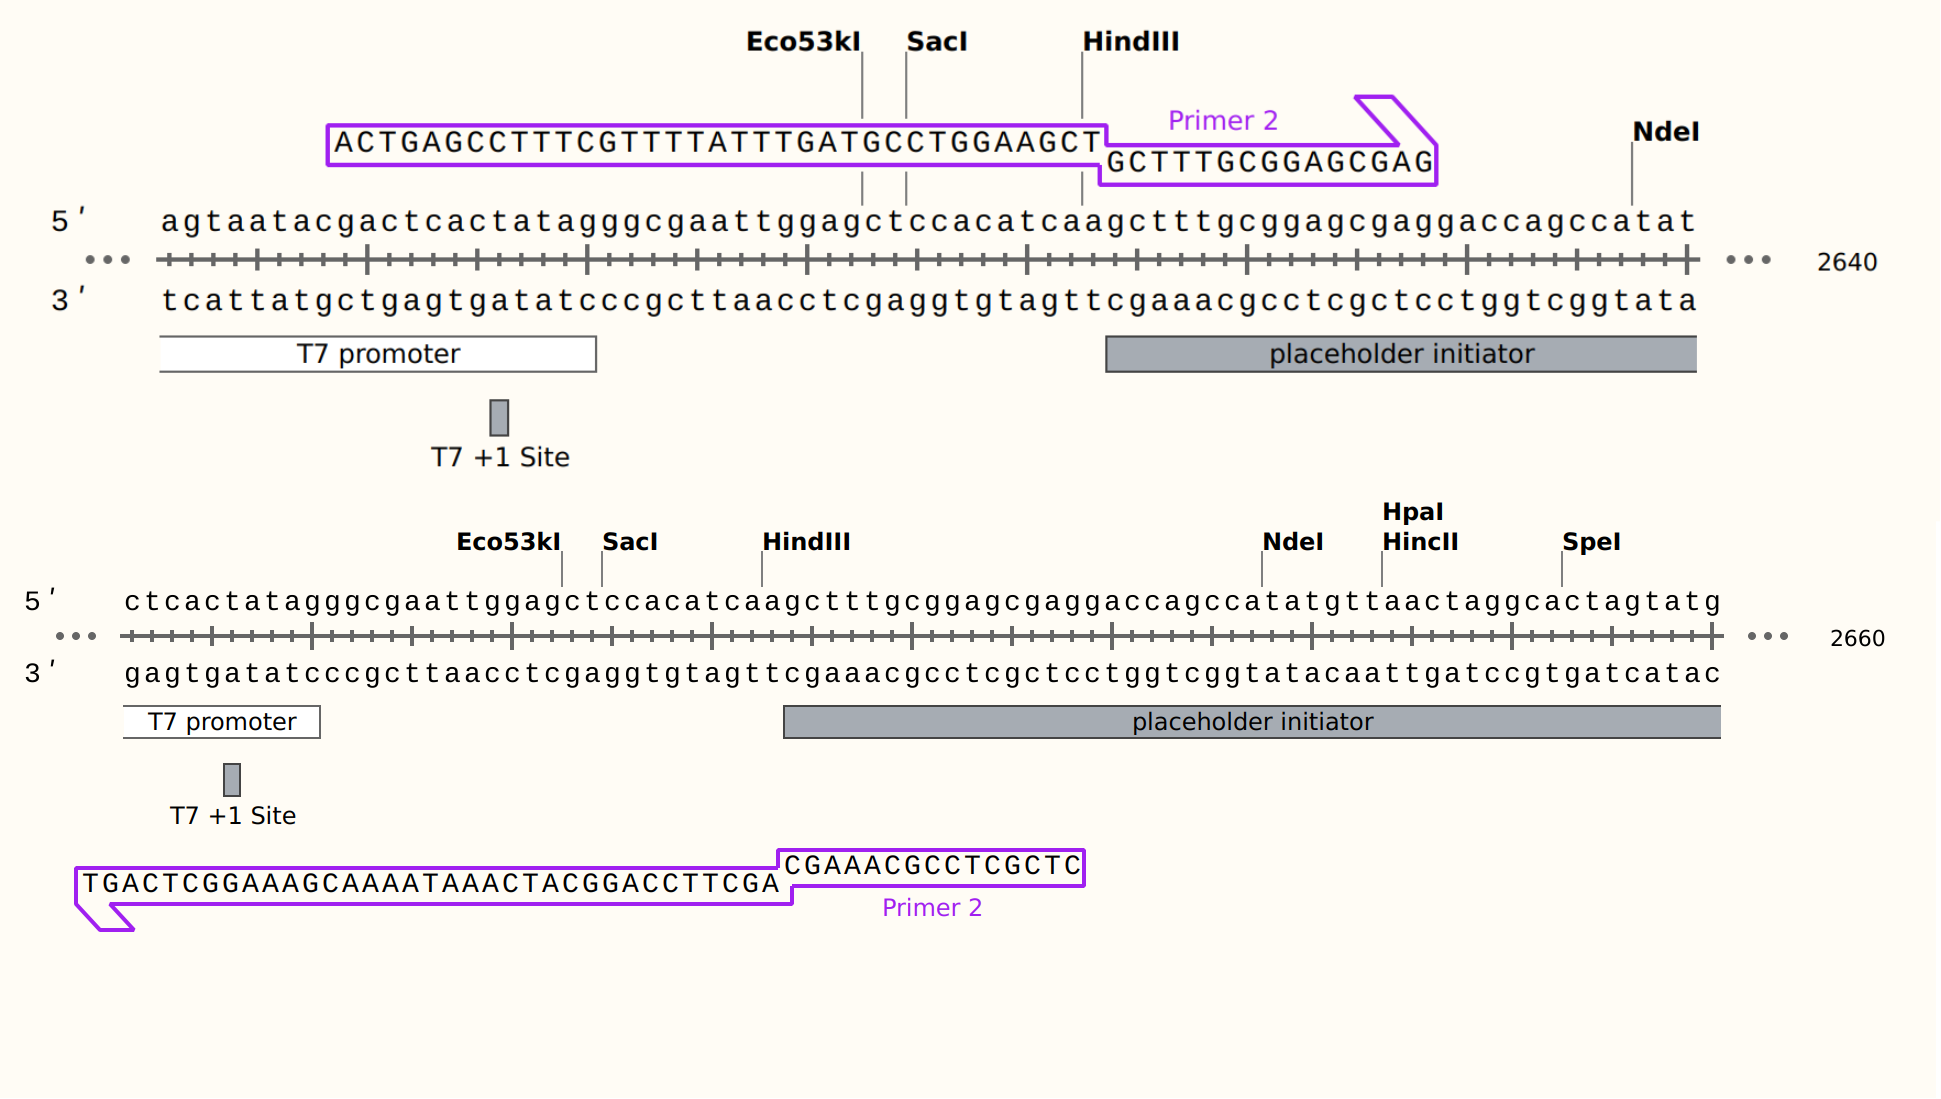 Eco53kI SacI HindIII
Primer 2
NdeI
ACTGAGCCTTTCGTTTTATTTGATGCCTGGAAGCT
GCTTTGCGGAGCGAG
5 ′ agtaatacgactcactatagggcgaattggagctccacatcaagctttgcggagcgaggaccagccatat
2640
3 ′ tcattatgctgagtgatatcccgcttaacctcgaggtgtagttcgaaacgcctcgctcctggtcggtata
T7 promoter placeholder initiator
T7 +1 Site
HpaI
Eco53kI SacI HindIII NdeI HincII SpeI
5 ′ ctcactatagggcgaattggagctccacatcaagctttgcggagcgaggaccagccatatgttaactaggcactagtatg
2660
3 ′ gagtgatatcccgcttaacctcgaggtgtagttcgaaacgcctcgctcctggtcggtatacaattgatccgtgatcatac
T7 promoter placeholder initiator
T7 +1 Site
CGAAACGCCTCGCTC
TGACTCGGAAAGCAAAATAAACTACGGACCTTCGA
Primer 2